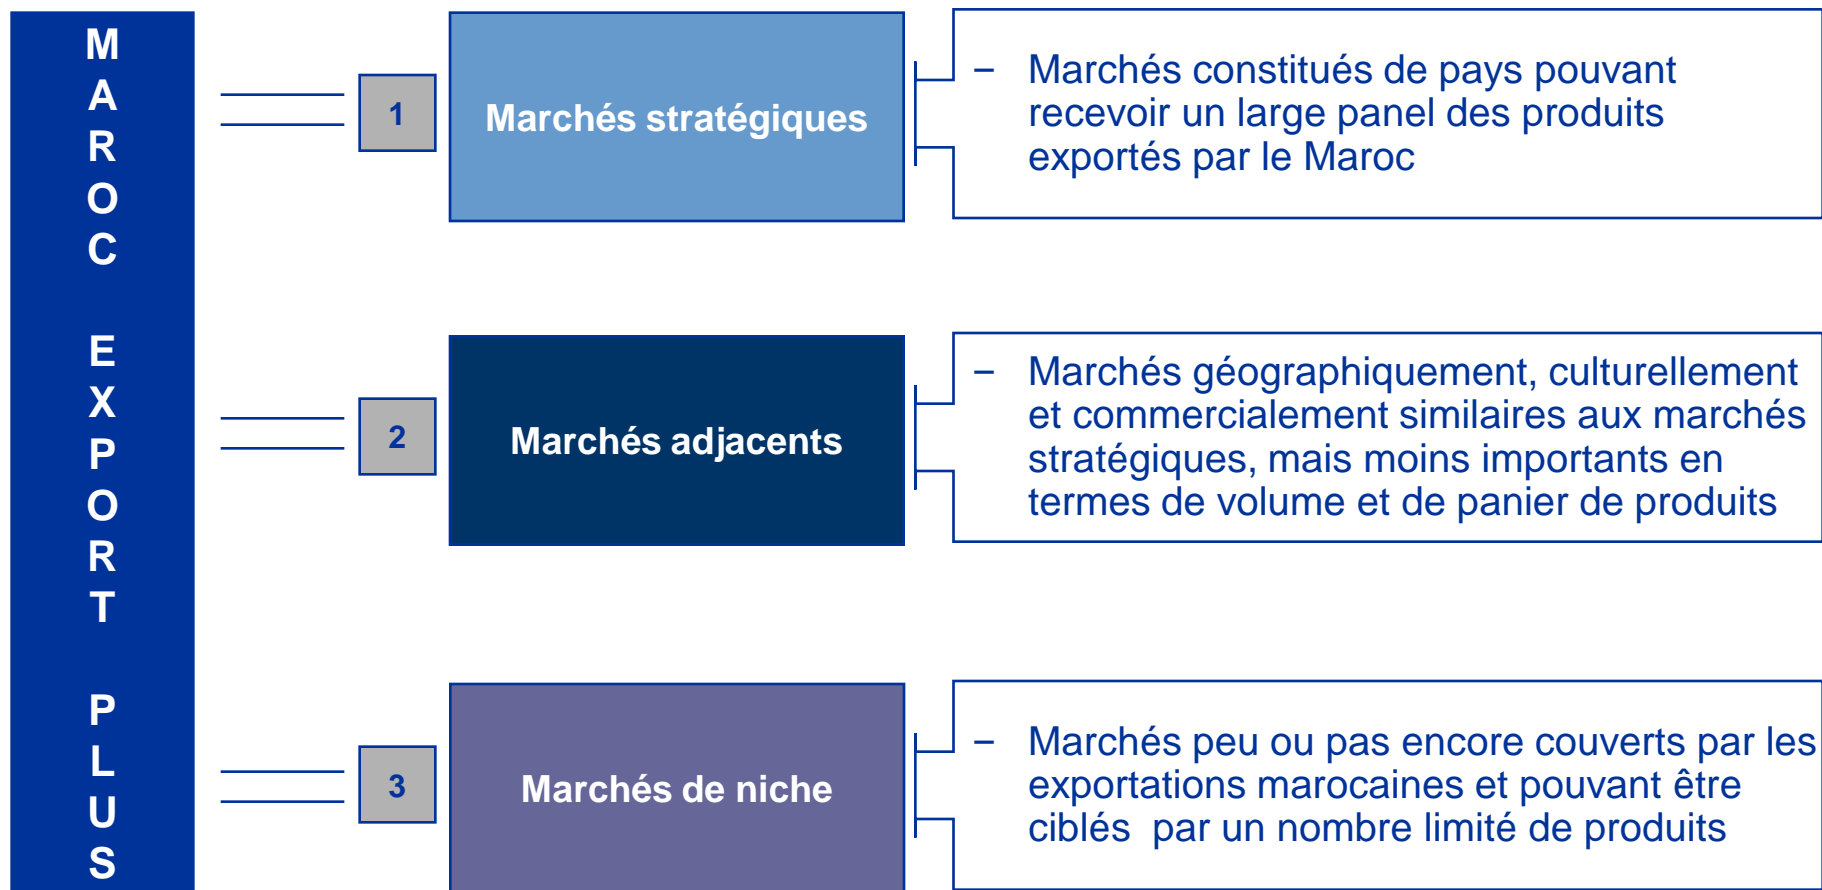 MAROC EXPORT PLUS
1
Marchés stratégiques
– Marchés constitués de pays pouvant
recevoir un large panel des produits
exportés par le Maroc
2
Marchés adjacents
– Marchés géographiquement, culturellement
et commercialement similaires aux marchés
stratégiques, mais moins importants en
termes de volume et de panier de produits
3
Marchés de niche
– Marchés peu ou pas encore couverts par les
exportations marocaines et pouvant être
ciblés  par un nombre limité de produits